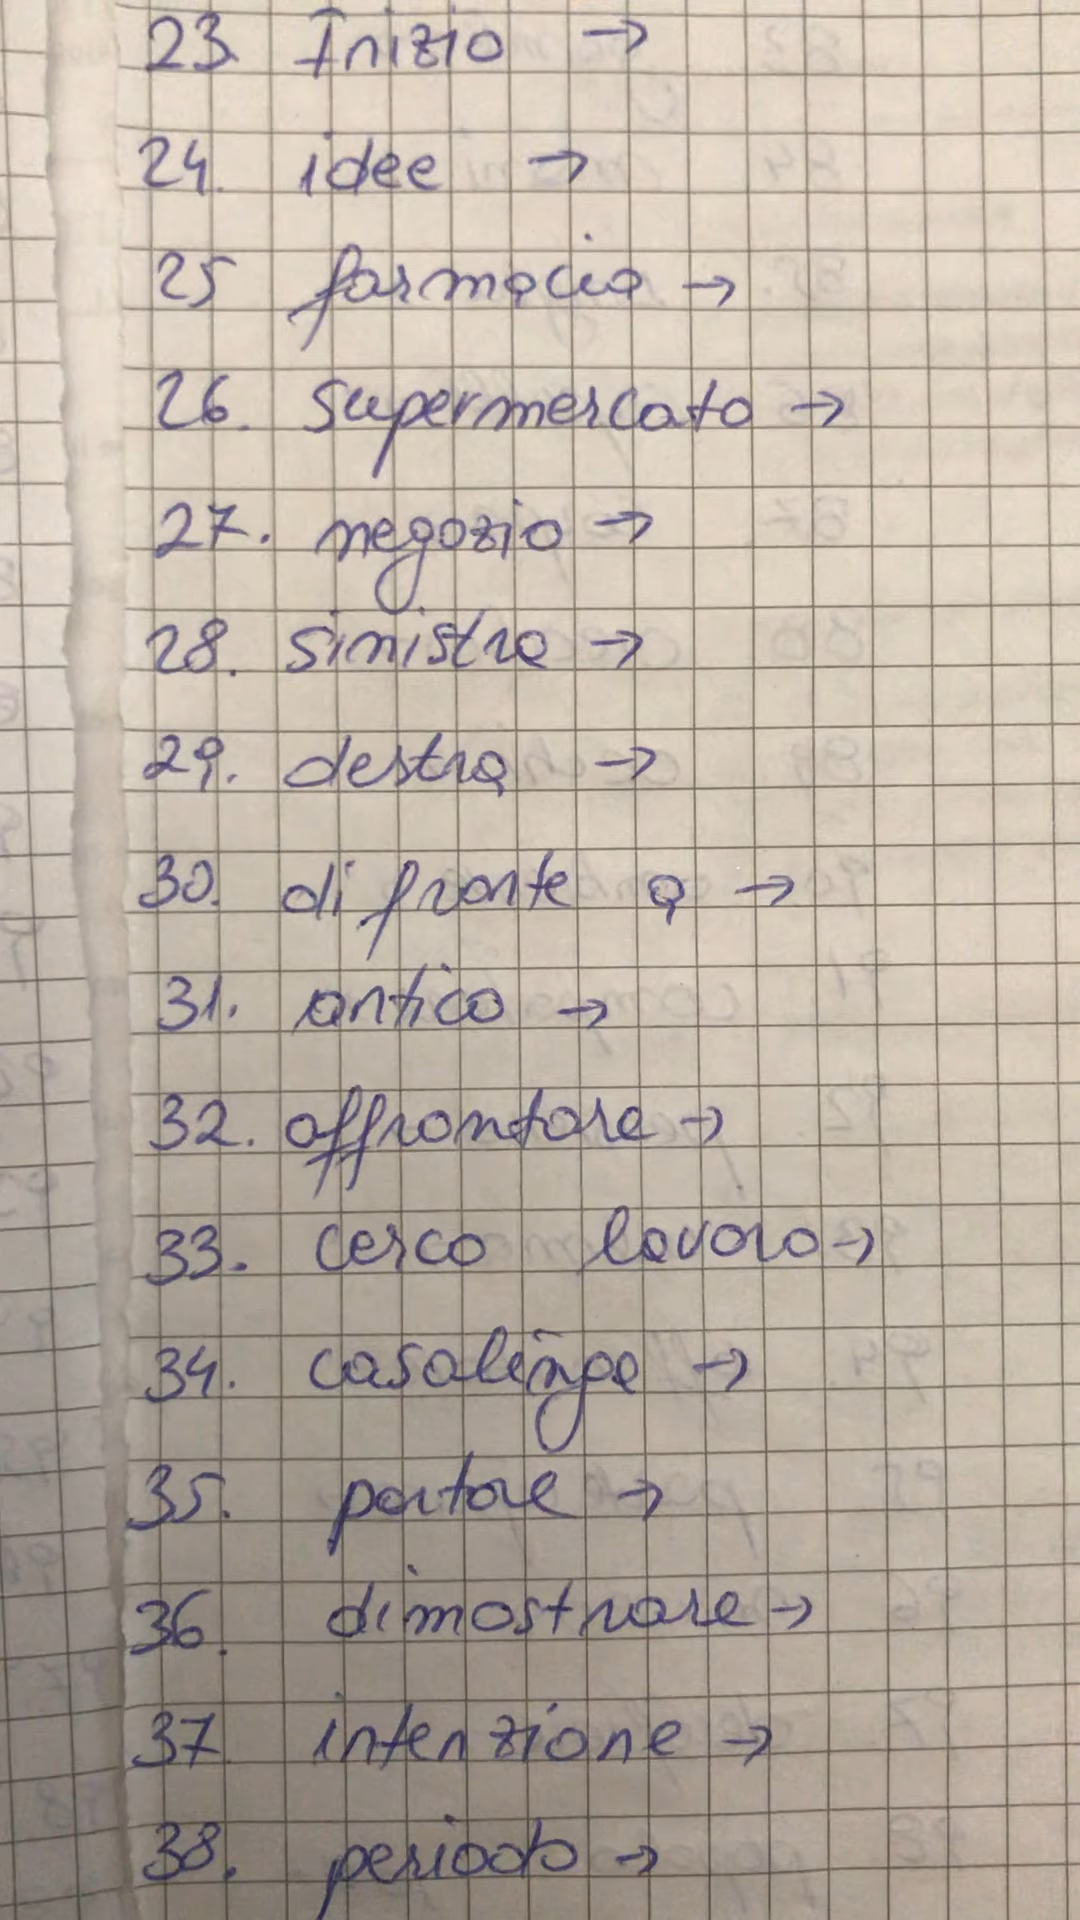 23. Inizio →
24. idee →
25 farmacia →
26. supermercato →
27. negozio →
28. sinistra →
29. destra →
30. di fronte a →
31. antico →
32. affrontare →
33. cerco lavoro →
34. casalinga →
35. portare →
36. dimostrare →
37 intenzione →
38. periodo →